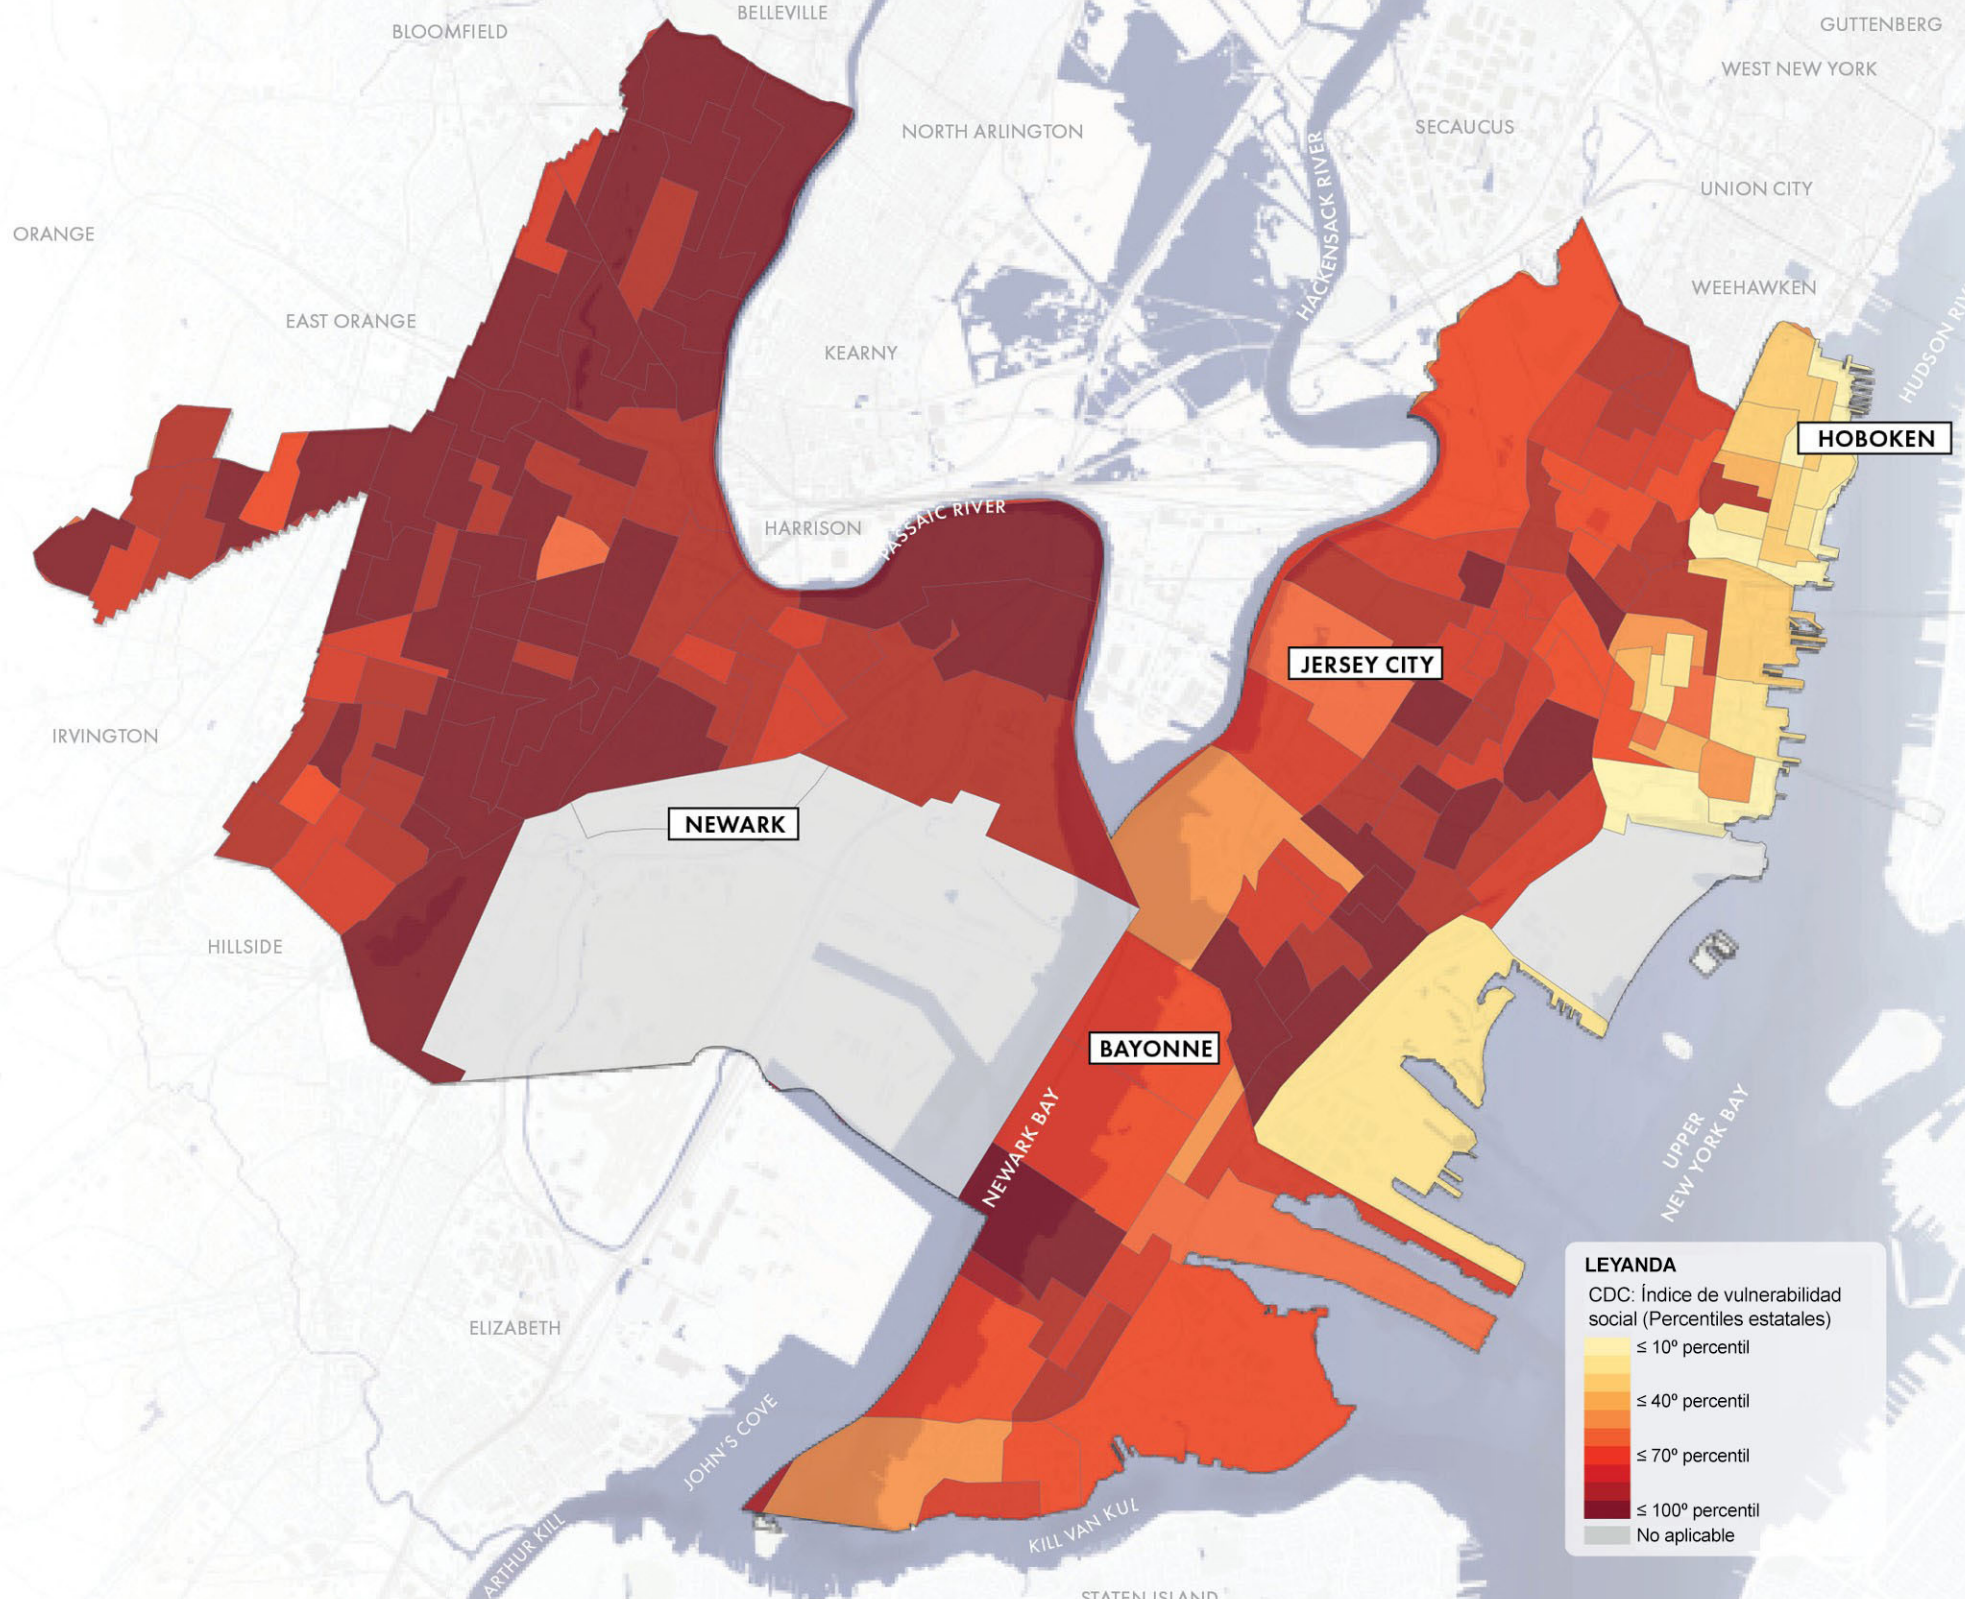 BELLEVILLE
BLOOMFIELD
GUTTENBERG
WEST NEW YORK
NORTH ARLINGTON
SECAUCUS
UNION CITY
HACKENSACK RIVER
ORANGE
WEEHAWKEN
EAST ORANGE
HUDSON RIV
KEARNY
HOBOKEN
HARRISON
PASSAIC RIVER
JERSEY CITY
IRVINGTON
NEWARK
HILLSIDE
BAYONNE
NEWARK BAY
UPPER
NEW YORK BAY
ELIZABETH
JOHN'S COVE
ARTHUR KILL
KILL VAN KUL
STATEN ISLAND
LEYANDA
CDC: Índice de vulnerabilidad
social (Percentiles estatales)
≤ 10º percentil
≤ 40º percentil
≤ 70º percentil
≤ 100º percentil
No aplicable